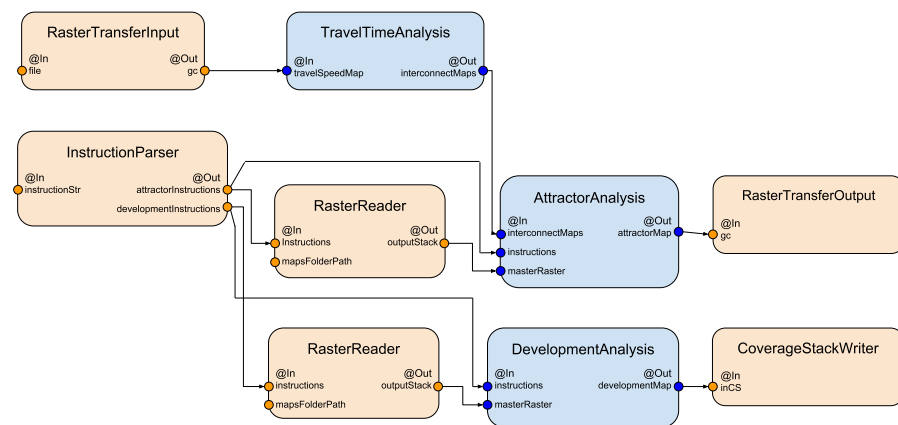 RasterTransferInput
@In
@Out
file
gc
TravelTimeAnalysis
@In
@Out
travelSpeedMap
interconnectMaps
InstructionParser
@In
@Out
instructionStr
attractorInstructions
developmentInstructions
RasterReader
@In
@Out
Instructions
outputStack
mapsFolderPath
AttractorAnalysis
@In
@Out
interconnectMaps
attractorMap
instructions
masterRaster
RasterTransferOutput
@In
gc
RasterReader
@In
@Out
instructions
outputStack
mapsFolderPath
DevelopmentAnalysis
@In
@Out
instructions
developmentMap
masterRaster
CoverageStackWriter
@In
inCS